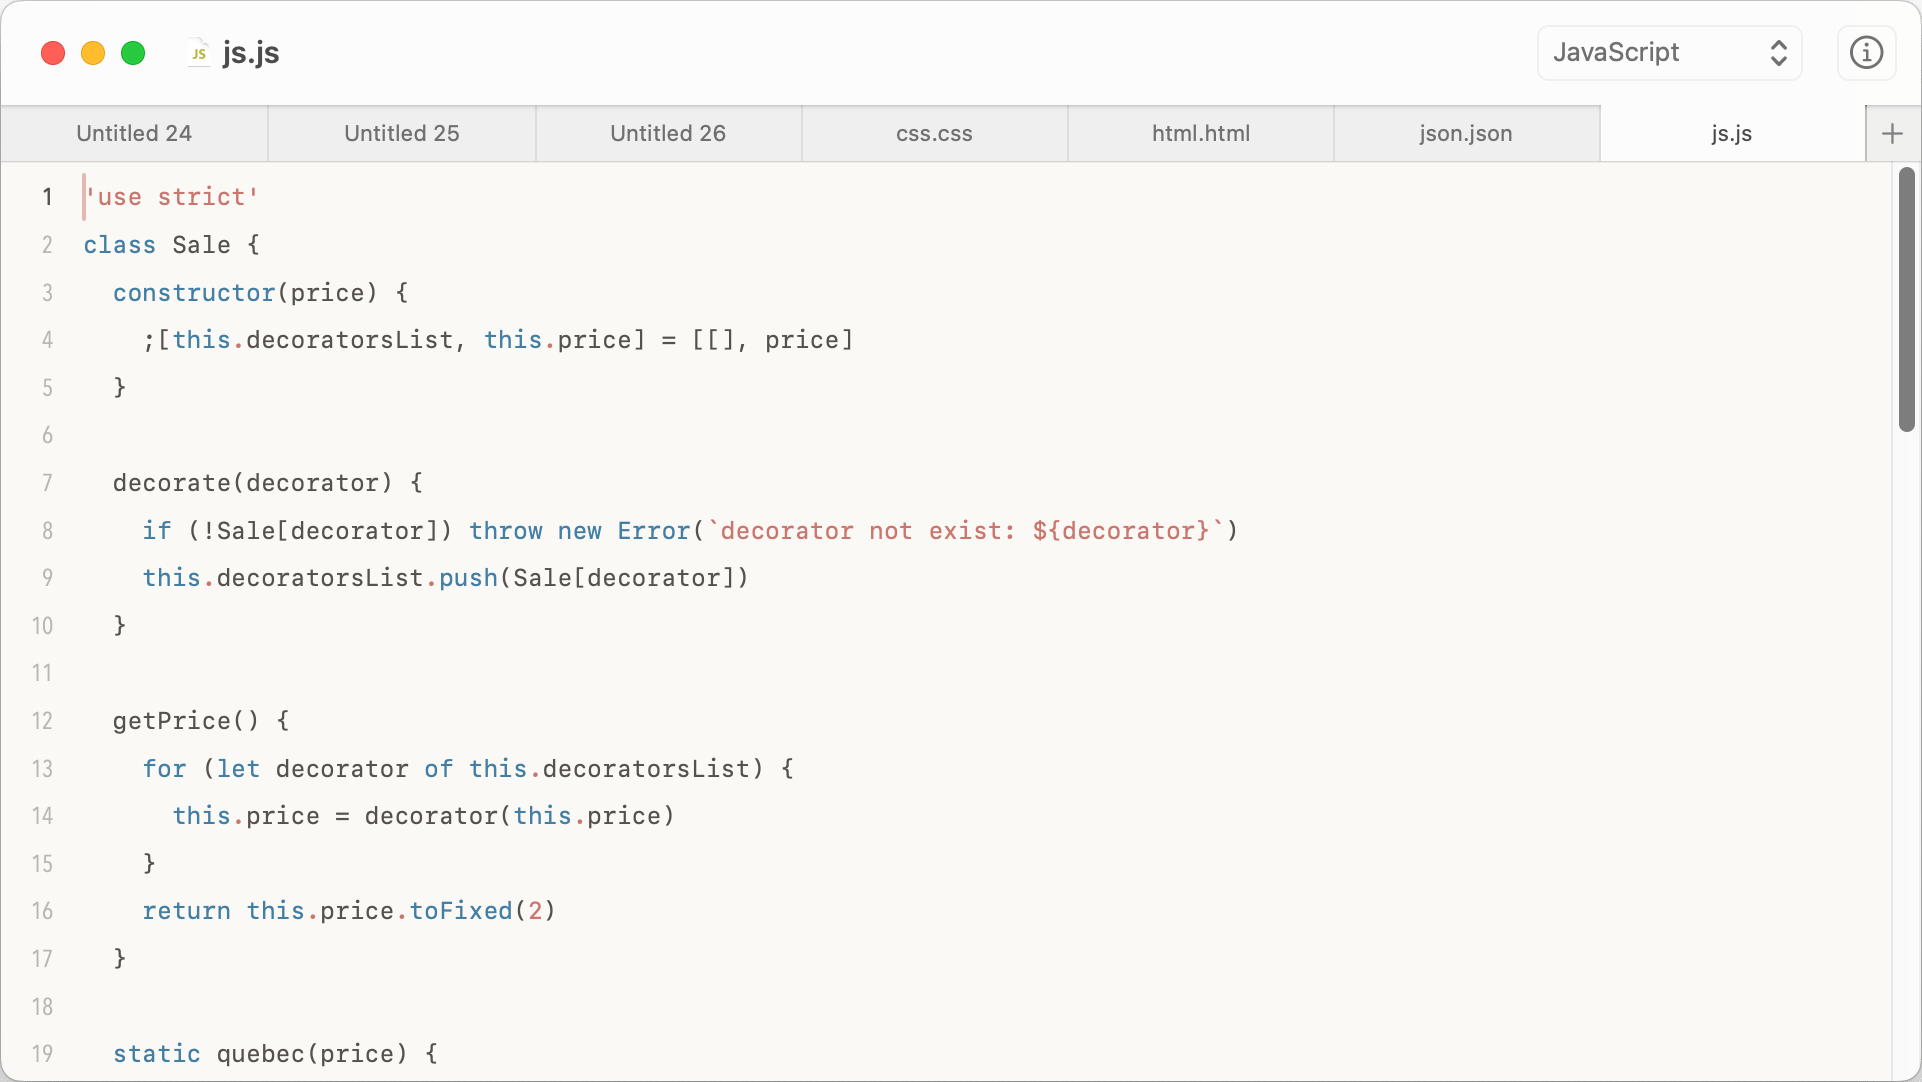 JS js.js JavaScript
Untitled 24 Untitled 25 Untitled 26 css.css html.html json.json js.js
1 'use strict'
2 class Sale {
3   constructor(price) {
4     ;[this.decoratorsList, this.price] = [[], price]
5   }
6
7   decorate(decorator) {
8     if (!Sale[decorator]) throw new Error(`decorator not exist: ${decorator}`)
9     this.decoratorsList.push(Sale[decorator])
10   }
11
12   getPrice() {
13     for (let decorator of this.decoratorsList) {
14       this.price = decorator(this.price)
15     }
16     return this.price.toFixed(2)
17   }
18
19   static quebec(price) {